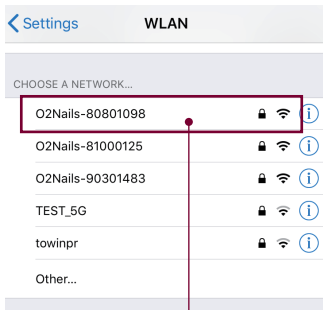 Settings WLAN
CHOOSE A NETWORK...
O2Nails-80801098
O2Nails-81000125
O2Nails-90301483
TEST_5G
towinpr
Other...